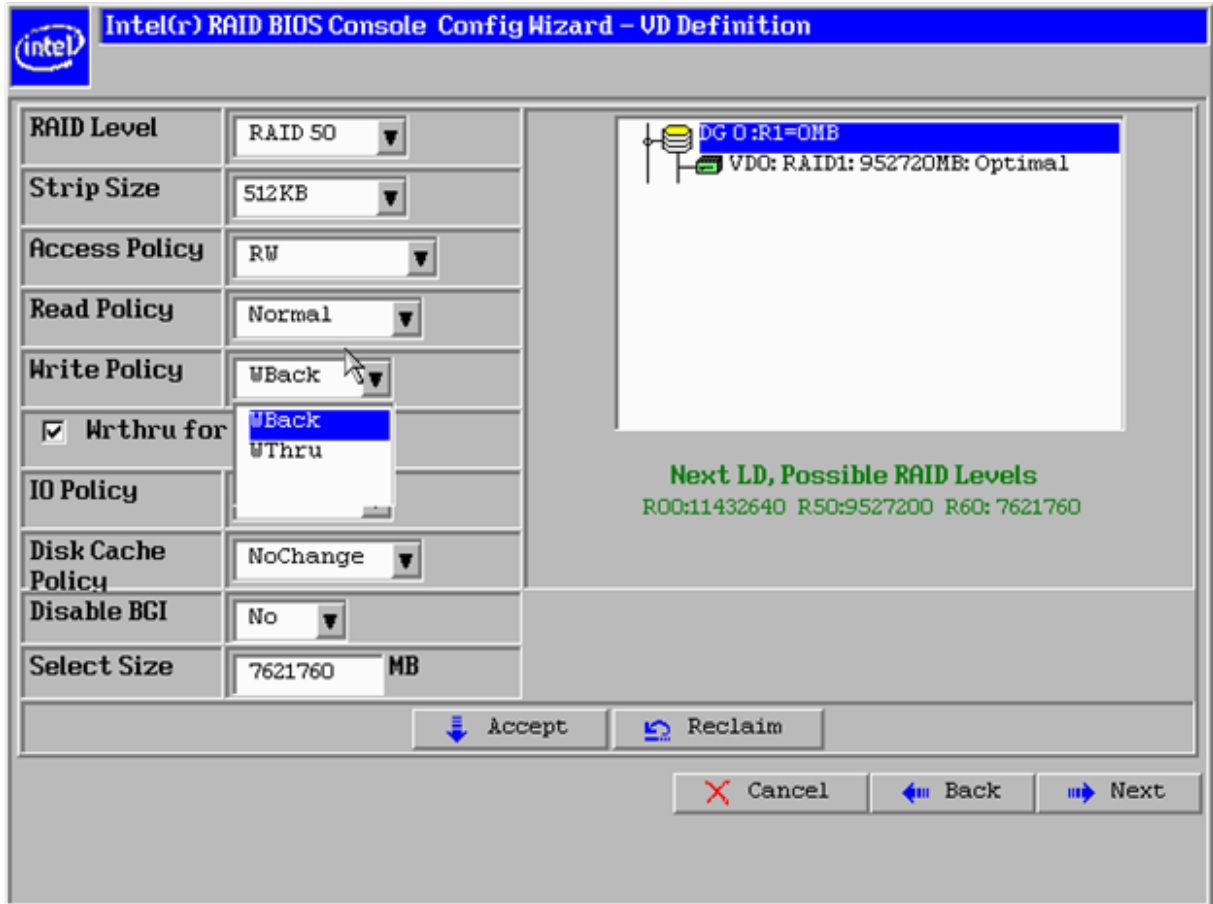 intel
Intel(r) RAID BIOS Console Config Wizard – VD Definition
RAID Level
RAID 50
Strip Size
512KB
Access Policy
RW
Read Policy
Normal
Write Policy
WBack
WBack
WThru
Wrthru for
IO Policy
Disk Cache
Policy
NoChange
Disable BGI
No
Select Size
7621760
MB
DG 0:R1=0MB
VD0: RAID1: 952720MB: Optimal
Next LD, Possible RAID Levels
R00:11432640 R50:9527200 R60: 7621760
Accept
Reclaim
Cancel
Back
Next